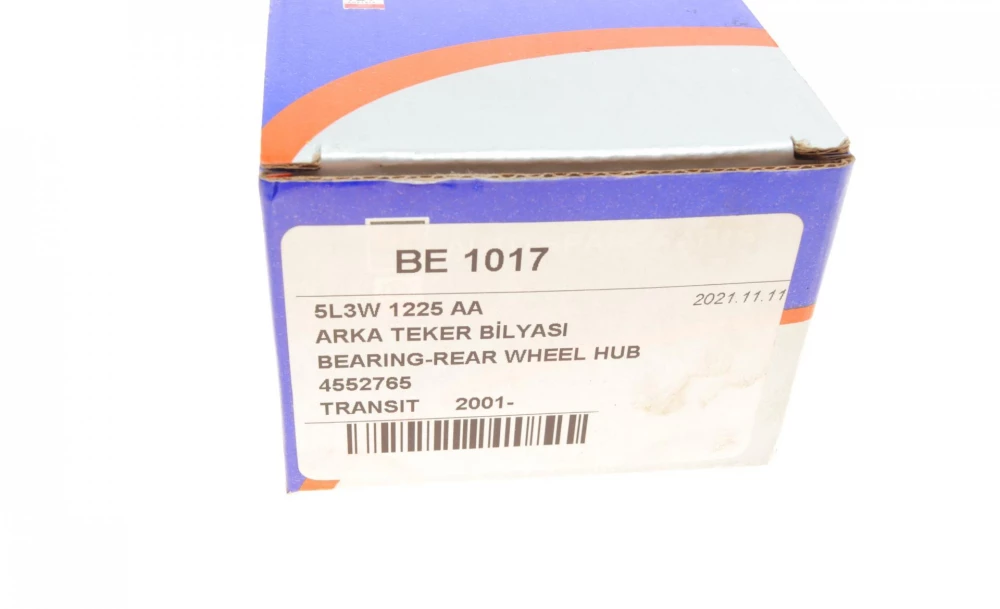 BE 1017
2021.11.11
5L3W 1225 AA
ARKA TEKER BİLYASI
BEARING-REAR WHEEL HUB
4552765
TRANSIT 2001-